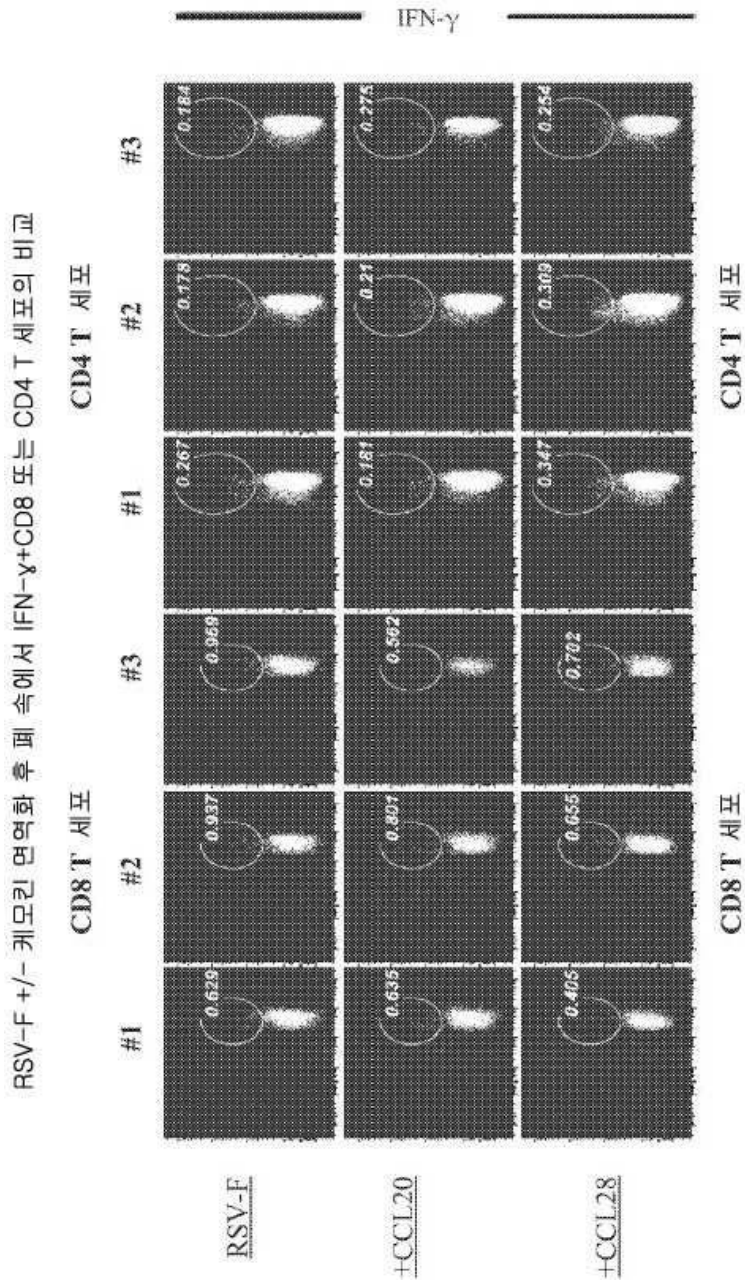 RSV-F +/- 케모킨 면역화 후 폐 속에서 IFN-γ+CD8 또는 CD4 T 세포의 비교
CD8 T 세포 CD4 T 세포
#1 #2 #3 #1 #2 #3
RSV-F 0.629 0.937 0.969 0.267 0.178 0.184
+CCL20 0.635 0.801 0.562 0.181 0.21 0.275
+CCL28 0.405 0.655 0.702 0.347 0.309 0.254
CD8 T 세포 CD4 T 세포
IFN-γ